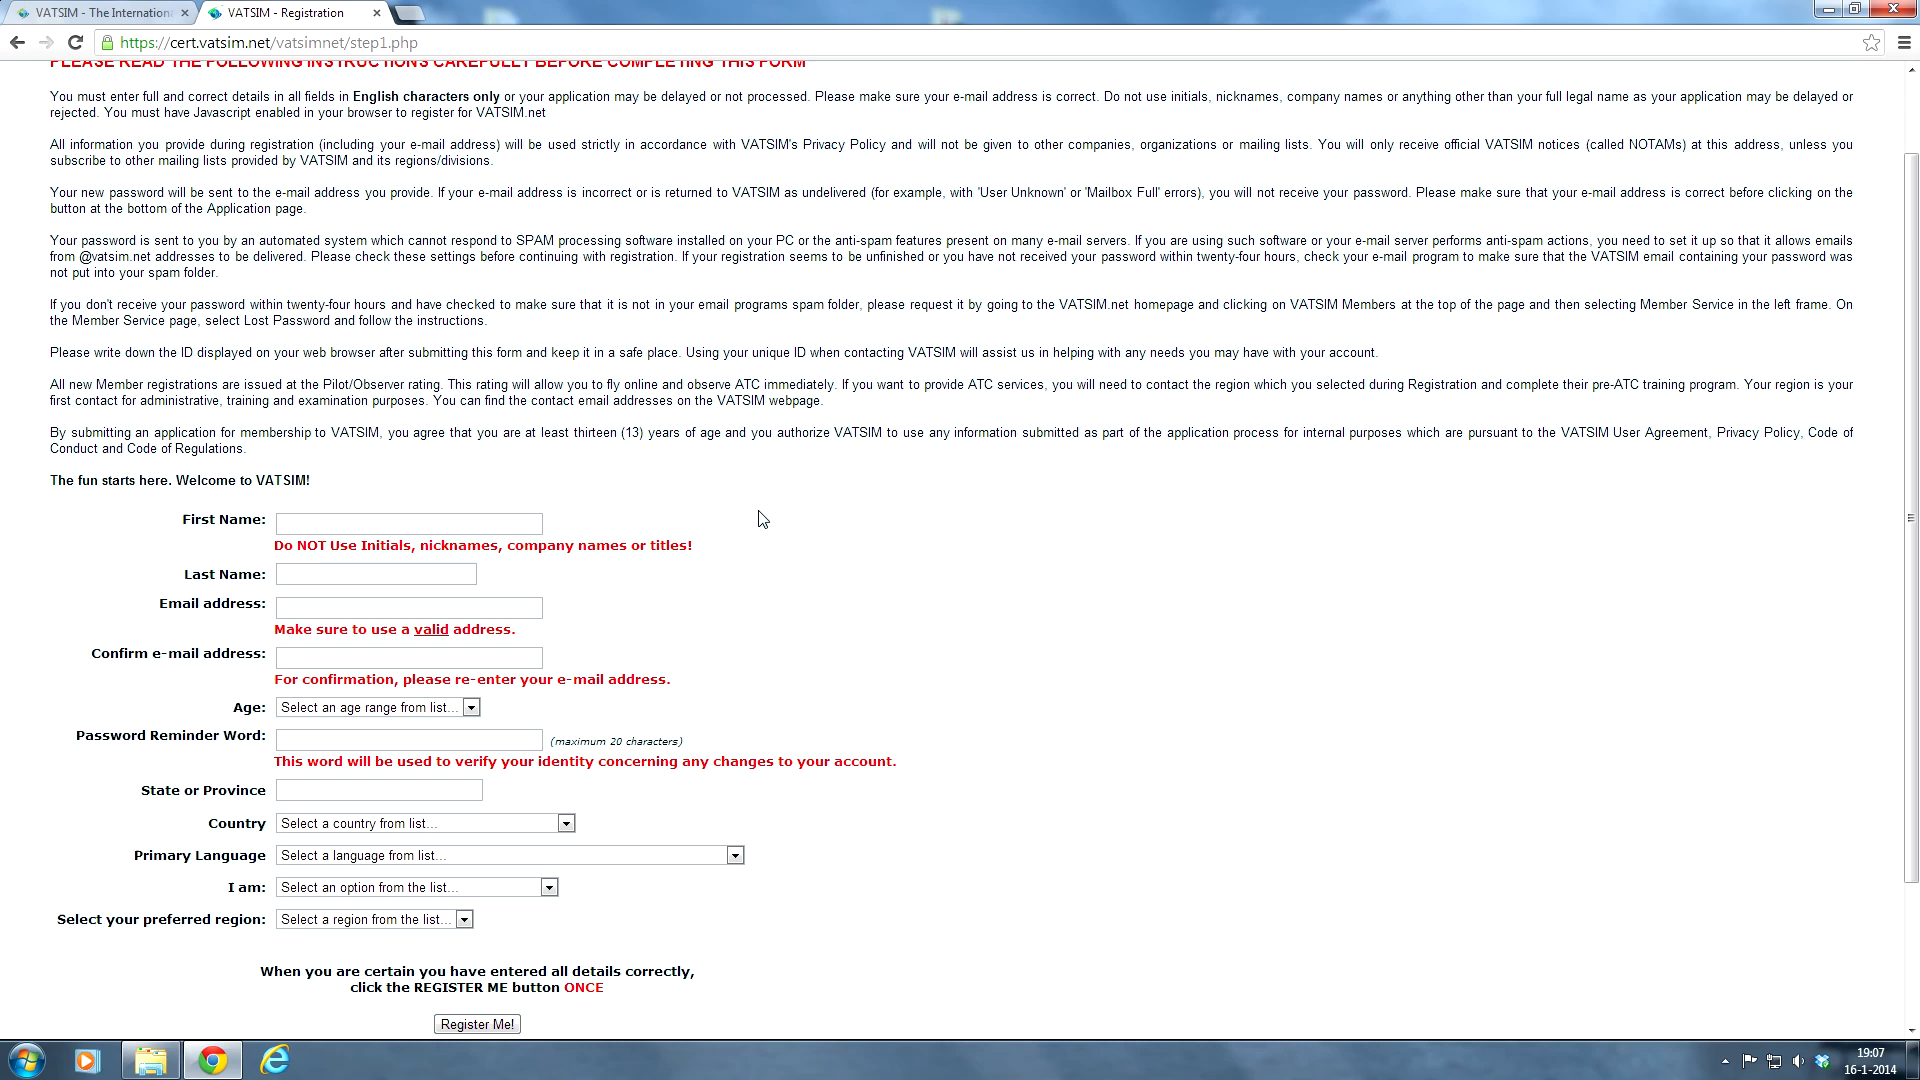 VATSIM - The Internationa
VATSIM - Registration
https://cert.vatsim.net/vatsimnet/step1.php
PLEASE READ THE FOLLOWING INSTRUCTIONS CAREFULLY BEFORE COMPLETING THIS FORM
You must enter full and correct details in all fields in English characters only or your application may be delayed or not processed. Please make sure your e-mail address is correct. Do not use initials, nicknames, company names or anything other than your full legal name as your application may be delayed or
rejected. You must have Javascript enabled in your browser to register for VATSIM.net
All information you provide during registration (including your e-mail address) will be used strictly in accordance with VATSIM's Privacy Policy and will not be given to other companies, organizations or mailing lists. You will only receive official VATSIM notices (called NOTAMs) at this address, unless you
subscribe to other mailing lists provided by VATSIM and its regions/divisions.
Your new password will be sent to the e-mail address you provide. If your e-mail address is incorrect or is returned to VATSIM as undelivered (for example, with 'User Unknown' or 'Mailbox Full' errors), you will not receive your password. Please make sure that your e-mail address is correct before clicking on the
button at the bottom of the Application page.
Your password is sent to you by an automated system which cannot respond to SPAM processing software installed on your PC or the anti-spam features present on many e-mail servers. If you are using such software or your e-mail server performs anti-spam actions, you need to set it up so that it allows emails
from @vatsim.net addresses to be delivered. Please check these settings before continuing with registration. If your registration seems to be unfinished or you have not received your password within twenty-four hours, check your e-mail program to make sure that the VATSIM email containing your password was
not put into your spam folder.
If you don't receive your password within twenty-four hours and have checked to make sure that it is not in your email programs spam folder, please request it by going to the VATSIM.net homepage and clicking on VATSIM Members at the top of the page and then selecting Member Service in the left frame. On
the Member Service page, select Lost Password and follow the instructions.
Please write down the ID displayed on your web browser after submitting this form and keep it in a safe place. Using your unique ID when contacting VATSIM will assist us in helping with any needs you may have with your account.
All new Member registrations are issued at the Pilot/Observer rating. This rating will allow you to fly online and observe ATC immediately. If you want to provide ATC services, you will need to contact the region which you selected during Registration and complete their pre-ATC training program. Your region is your
first contact for administrative, training and examination purposes. You can find the contact email addresses on the VATSIM webpage.
By submitting an application for membership to VATSIM, you agree that you are at least thirteen (13) years of age and you authorize VATSIM to use any information submitted as part of the application process for internal purposes which are pursuant to the VATSIM User Agreement, Privacy Policy, Code of
Conduct and Code of Regulations.
The fun starts here. Welcome to VATSIM!
First Name:
Do NOT Use Initials, nicknames, company names or titles!
Last Name:
Email address:
Make sure to use a valid address.
Confirm e-mail address:
For confirmation, please re-enter your e-mail address.
Age: Select an age range from list...
Password Reminder Word: (maximum 20 characters)
This word will be used to verify your identity concerning any changes to your account.
State or Province
Country Select a country from list...
Primary Language Select a language from list...
I am: Select an option from the list...
Select your preferred region: Select a region from the list...
When you are certain you have entered all details correctly,
click the REGISTER ME button ONCE
Register Me!
19:07
16-1-2014